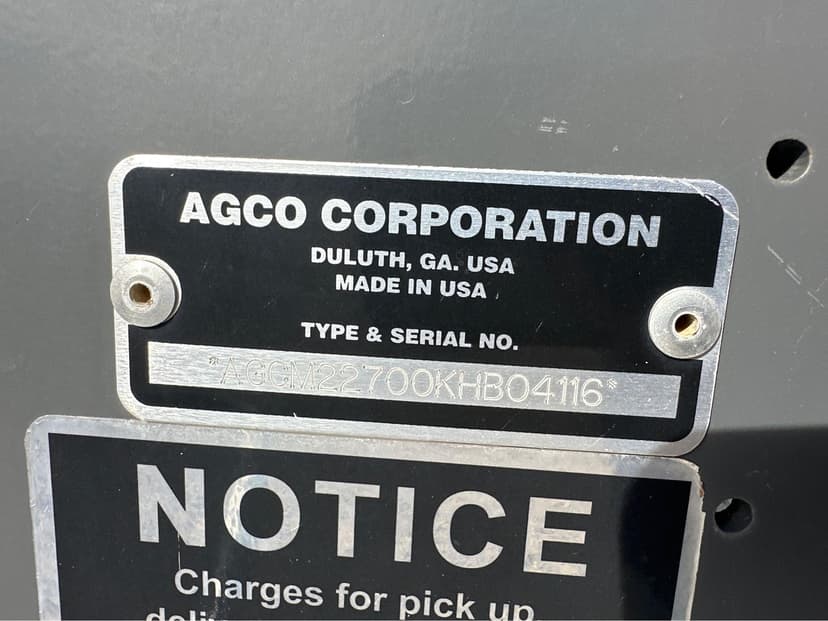 AGCO CORPORATION
DULUTH, GA. USA
MADE IN USA
TYPE & SERIAL NO.
*AGCM22700KHB04116*
NOTICE
Charges for pick up